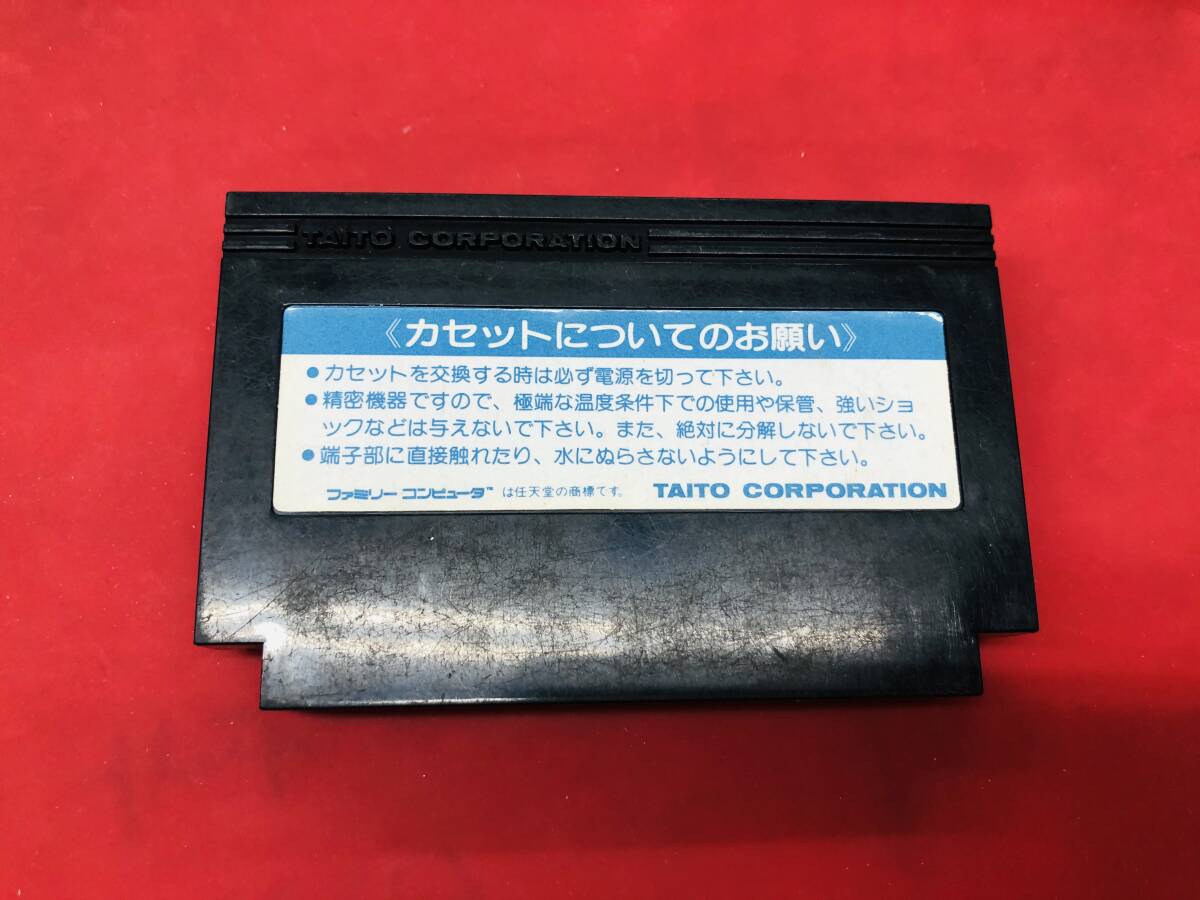 TAITO CORPORATION
《カセットについてのお願い》
●カセットを交換する時は必ず電源を切って下さい。
●精密機器ですので、極端な温度条件下での使用や保管、強いショ
ックなどは与えないで下さい。また、絶対に分解しないで下さい。
●端子部に直接触れたり、水にぬらさないようにして下さい。
ファミリー コンピュータ™ は任天堂の商標です。 TAITO CORPORATION